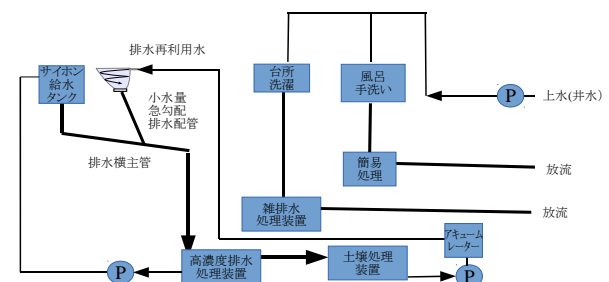 排水再利用水
サイホン
給水
タンク
小水量
急勾配
排水配管
排水横主管
台所
洗濯
風呂
手洗い
P
上水(井水)
簡易
処理
放流
雑排水
処理装置
放流
アキューム
レーター
高濃度排水
処理装置
土壌処理
装置
P
P